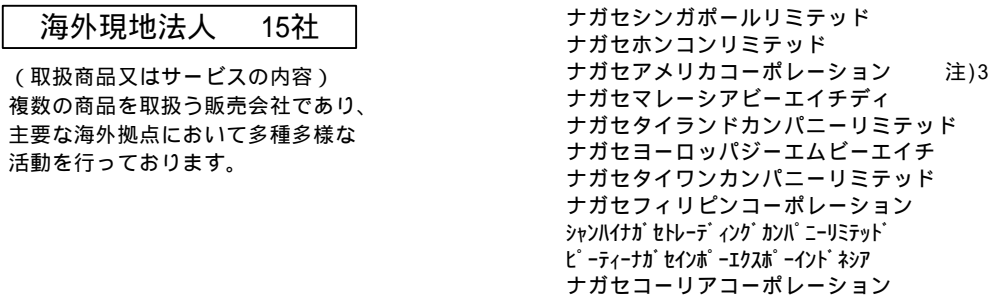 海外現地法人　15社
（取扱商品又はサービスの内容）
複数の商品を取扱う販売会社であり、
主要な海外拠点において多種多様な
活動を行っております。
ナガセシンガポールリミテッド
ナガセホンコンリミテッド
ナガセアメリカコーポレーション　注)3
ナガセマレーシアビーエイチディ
ナガセタイランドカンパニーリミテッド
ナガセヨーロッパジーエムビーエイチ
ナガセタイワンカンパニーリミテッド
ナガセフィリピンコーポレーション
ｼｬﾝﾊｲﾅｶﾞｾﾄﾚｰﾃﾞｨﾝｸﾞｶﾝﾊﾟﾆｰﾘﾐﾃｯﾄﾞ
ﾋﾟｰﾃｨｰﾅｶﾞｾｲﾝﾎﾟｰｴｸｽﾎﾟｰｲﾝﾄﾞﾈｼｱ
ナガセコーリアコーポレーション